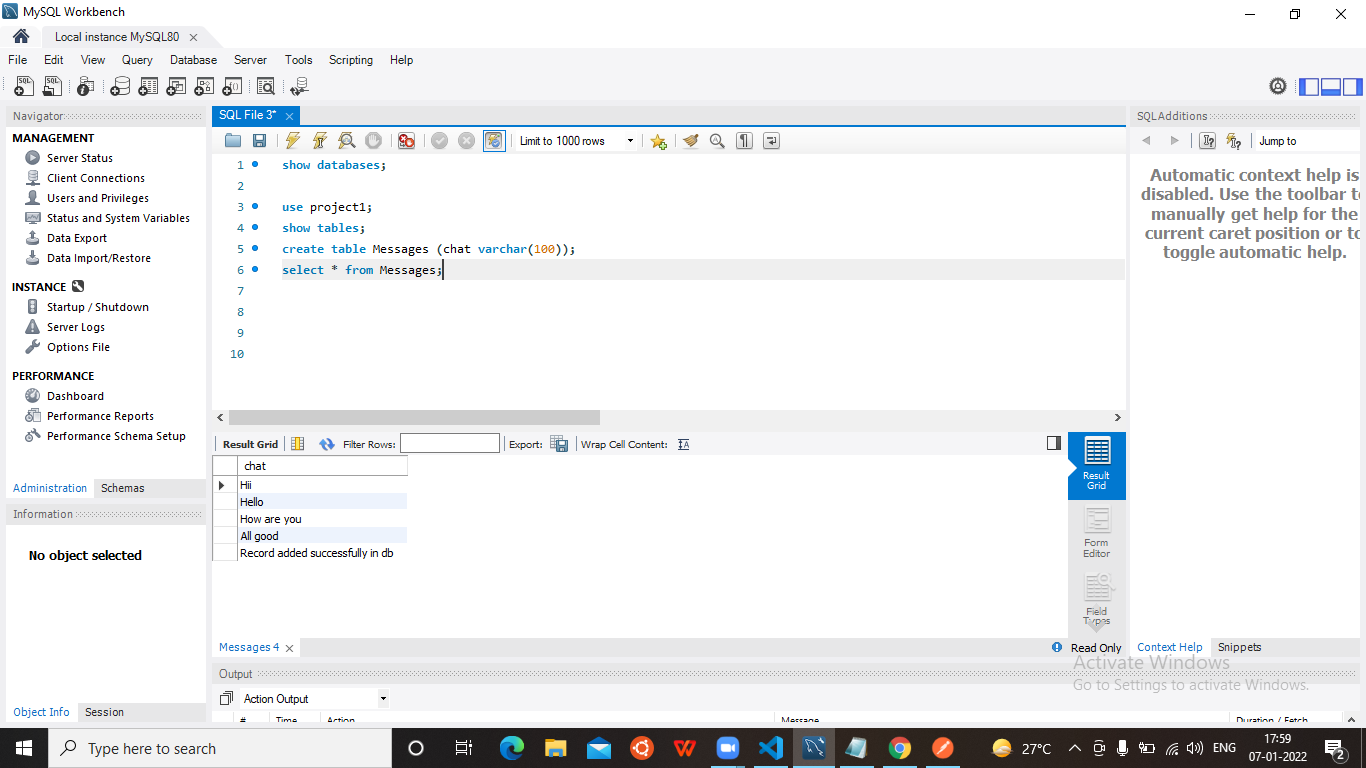 MySQL Workbench
Local instance MySQL80
File Edit View Query Database Server Tools Scripting Help
Navigator
MANAGEMENT
Server Status
Client Connections
Users and Privileges
Status and System Variables
Data Export
Data Import/Restore
INSTANCE
Startup / Shutdown
Server Logs
Options File
PERFORMANCE
Dashboard
Performance Reports
Performance Schema Setup
Administration Schemas
Information
No object selected
Object Info Session
SQL File 3*
Limit to 1000 rows
1 show databases;
2
3 use project1;
4 show tables;
5 create table Messages (chat varchar(100));
6 select * from Messages;
7
8
9
10
Result Grid Filter Rows: Export: Wrap Cell Content:
chat
Hii
Hello
How are you
All good
Record added successfully in db
Result
Grid
Form
Editor
Field
Types
Messages 4
Read Only
Output
Action Output
# Time Action Message Duration / Fetch
SQLAdditions
Jump to
Automatic context help is
disabled. Use the toolbar to
manually get help for the
current caret position or to
toggle automatic help.
Context Help Snippets
Activate Windows
Go to Settings to activate Windows.
Type here to search
27°C
ENG
17:59
07-01-2022
2